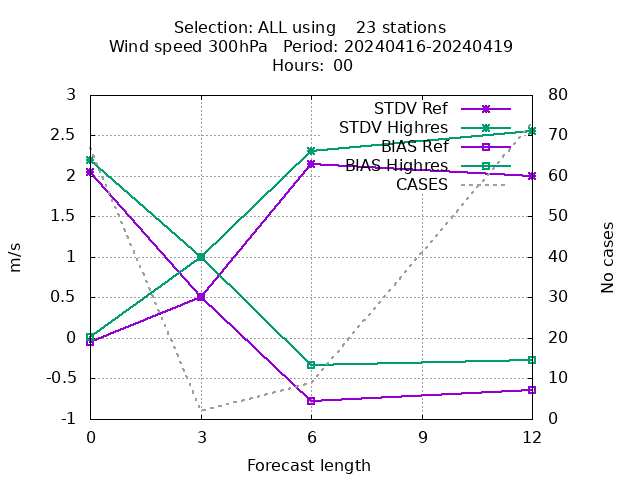 Selection: ALL using    23 stations
Wind speed 300hPa   Period: 20240416-20240419
Hours:  00
3
2.5
2
1.5
1
0.5
0
-0.5
-1
80
70
60
50
40
30
20
10
0
STDV Ref
STDV Highres
BIAS Ref
BIAS Highres
CASES
m/s
No cases
0 3 6 9 12
Forecast length